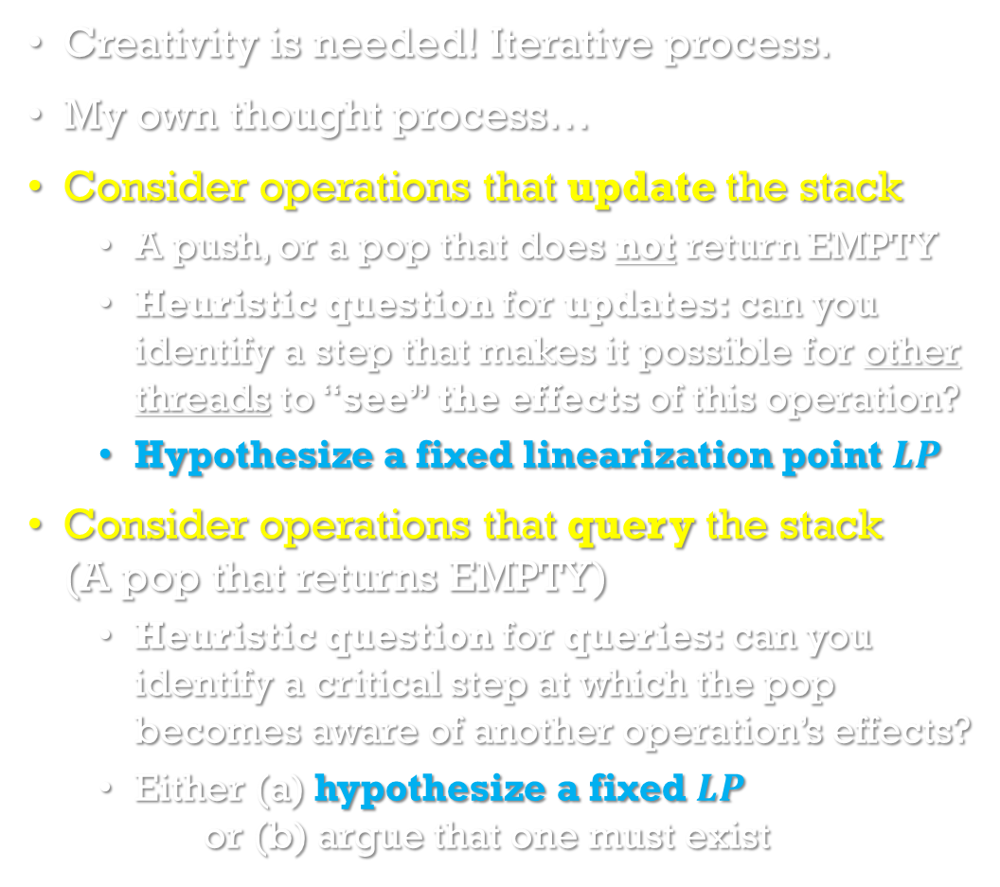 • Creativity is needed! Iterative process.
• My own thought process…
• Consider operations that update the stack
• A push, or a pop that does not return EMPTY
• Heuristic question for updates: can you
identify a step that makes it possible for other
threads to “see” the effects of this operation?
• Hypothesize a fixed linearization point LP
• Consider operations that query the stack
(A pop that returns EMPTY)
• Heuristic question for queries: can you
identify a critical step at which the pop
becomes aware of another operation’s effects?
• Either (a) hypothesize a fixed LP
or (b) argue that one must exist